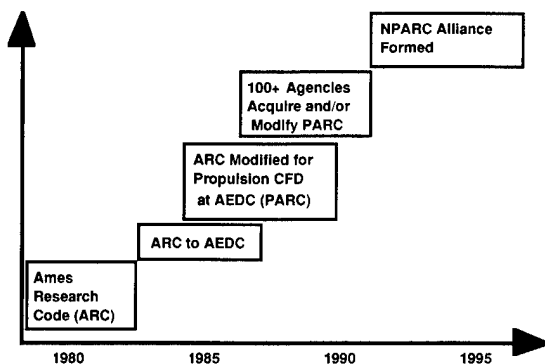 NPARC Alliance
Formed
100+ Agencies
Acquire and/or
Modify PARC
ARC Modified for
Propulsion CFD
at AEDC (PARC)
ARC to AEDC
Ames
Research
Code (ARC)
1980 1985 1990 1995